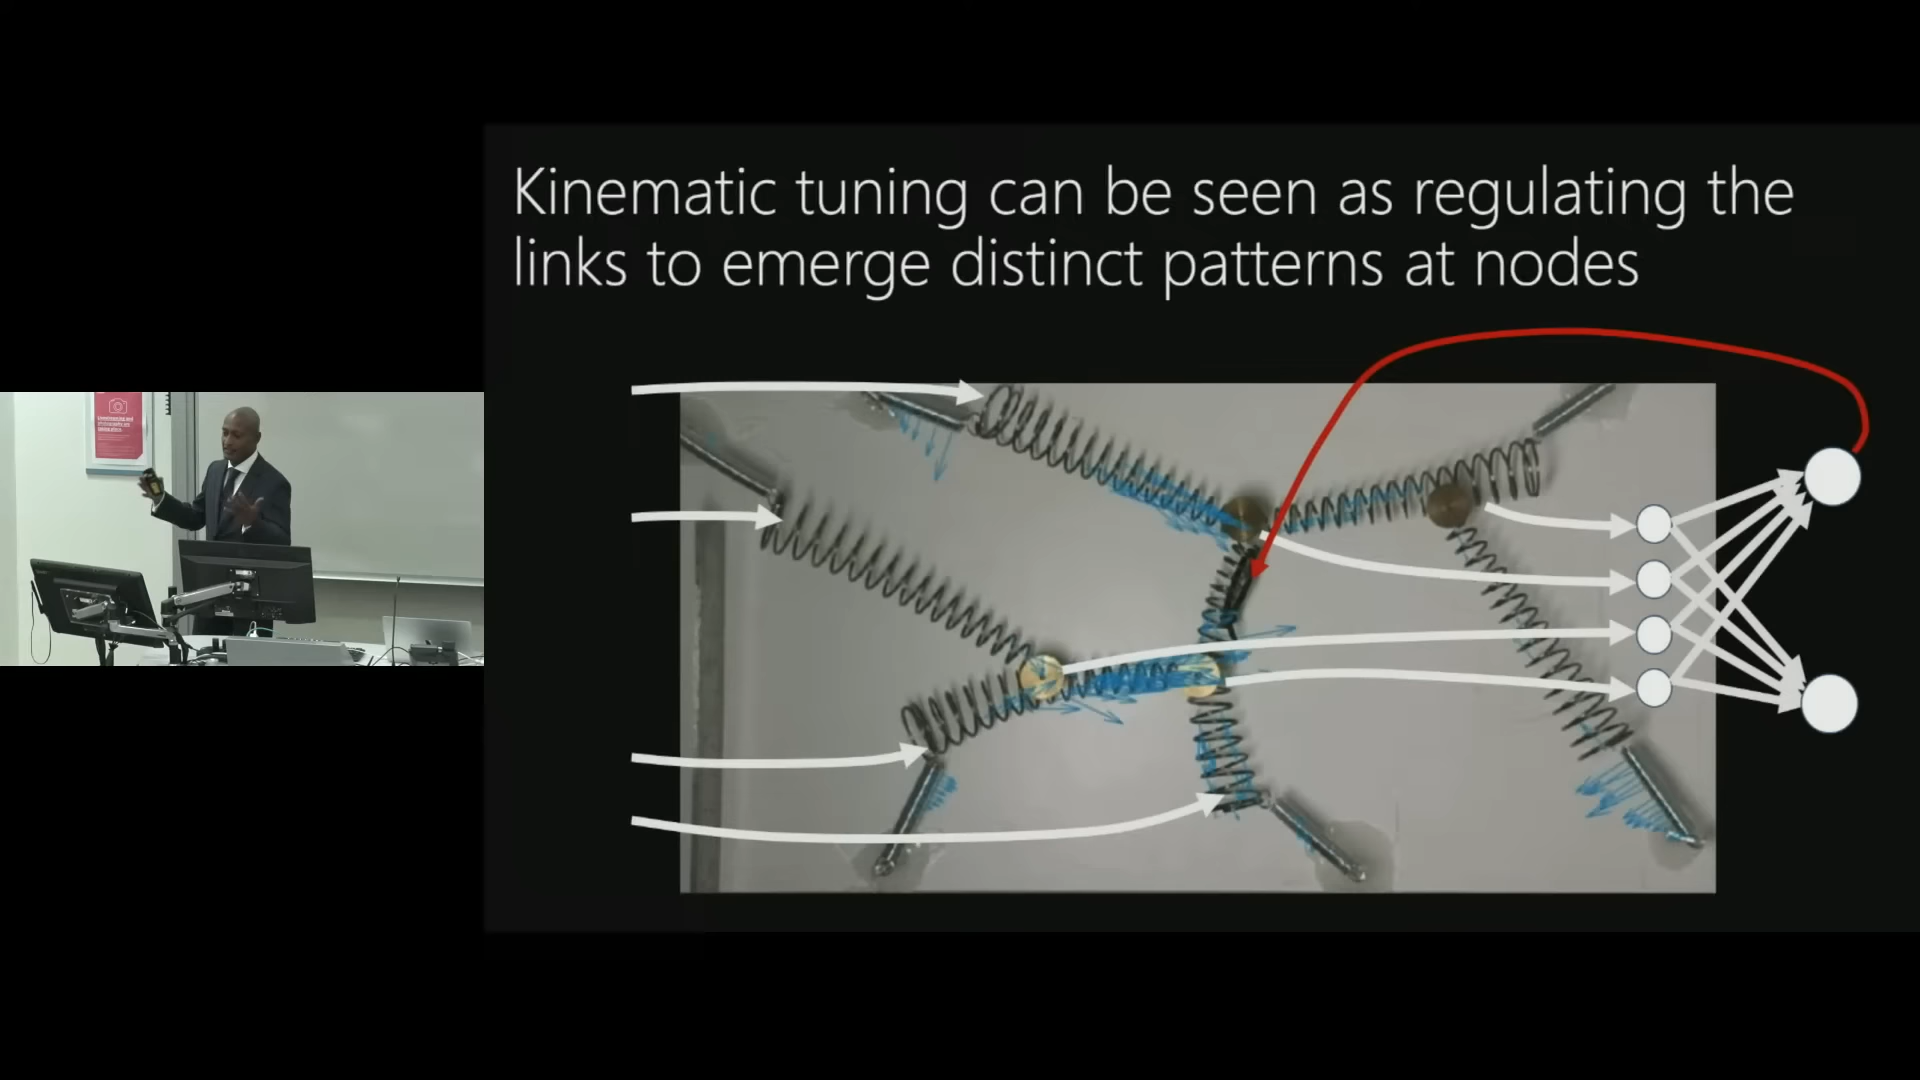 Kinematic tuning can be seen as regulating the
links to emerge distinct patterns at nodes